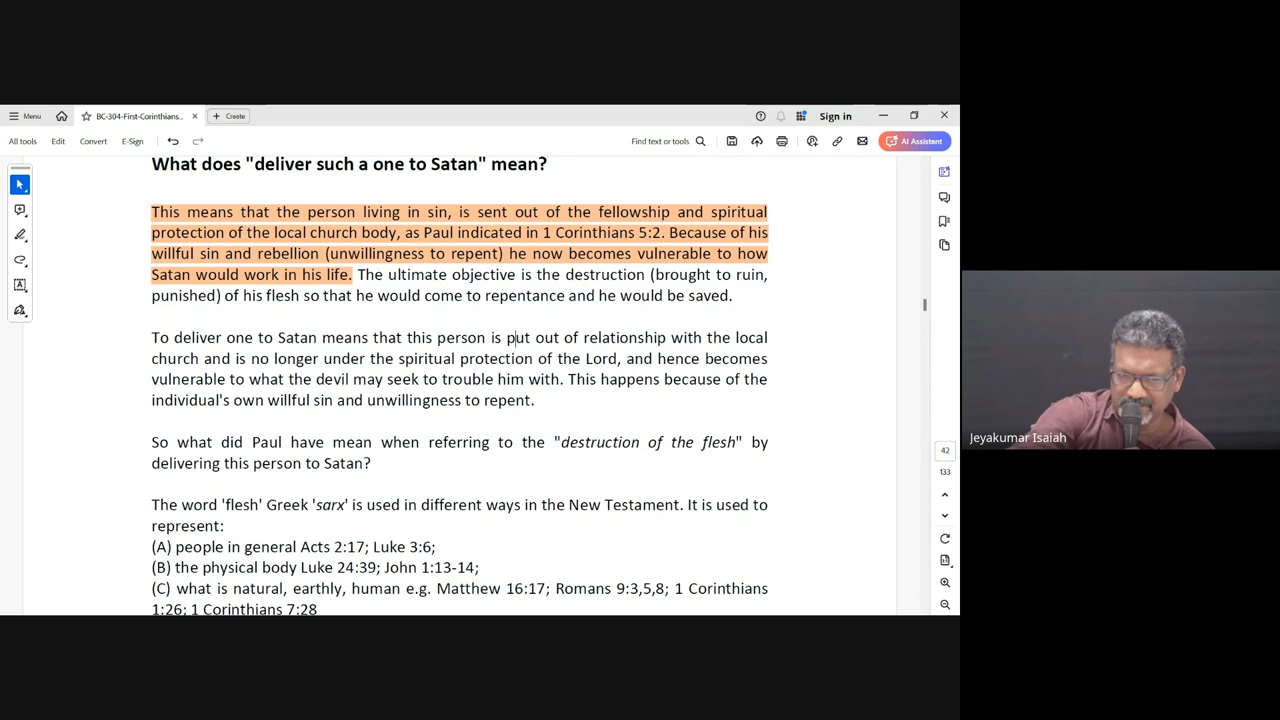 Menu
BC-304-First-Corinthians...
Create
Sign in
All tools
Edit
Convert
E-Sign
Find text or tools
AI Assistant
What does "deliver such a one to Satan" mean?
This means that the person living in sin, is sent out of the fellowship and spiritual
protection of the local church body, as Paul indicated in 1 Corinthians 5:2. Because of his
willful sin and rebellion (unwillingness to repent) he now becomes vulnerable to how
Satan would work in his life. The ultimate objective is the destruction (brought to ruin,
punished) of his flesh so that he would come to repentance and he would be saved.
To deliver one to Satan means that this person is put out of relationship with the local
church and is no longer under the spiritual protection of the Lord, and hence becomes
vulnerable to what the devil may seek to trouble him with. This happens because of the
individual's own willful sin and unwillingness to repent.
So what did Paul have mean when referring to the "destruction of the flesh" by
delivering this person to Satan?
The word 'flesh' Greek 'sarx' is used in different ways in the New Testament. It is used to
represent:
(A) people in general Acts 2:17; Luke 3:6;
(B) the physical body Luke 24:39; John 1:13-14;
(C) what is natural, earthly, human e.g. Matthew 16:17; Romans 9:3,5,8; 1 Corinthians
1:26; 1 Corinthians 7:28
42
133
Jeyakumar Isaiah